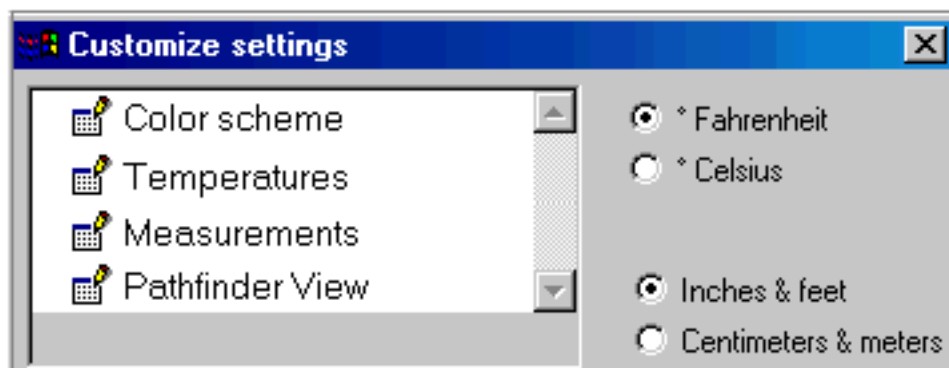 Customize settings
Color scheme
Temperatures
Measurements
Pathfinder View
° Fahrenheit
° Celsius
Inches & feet
Centimeters & meters